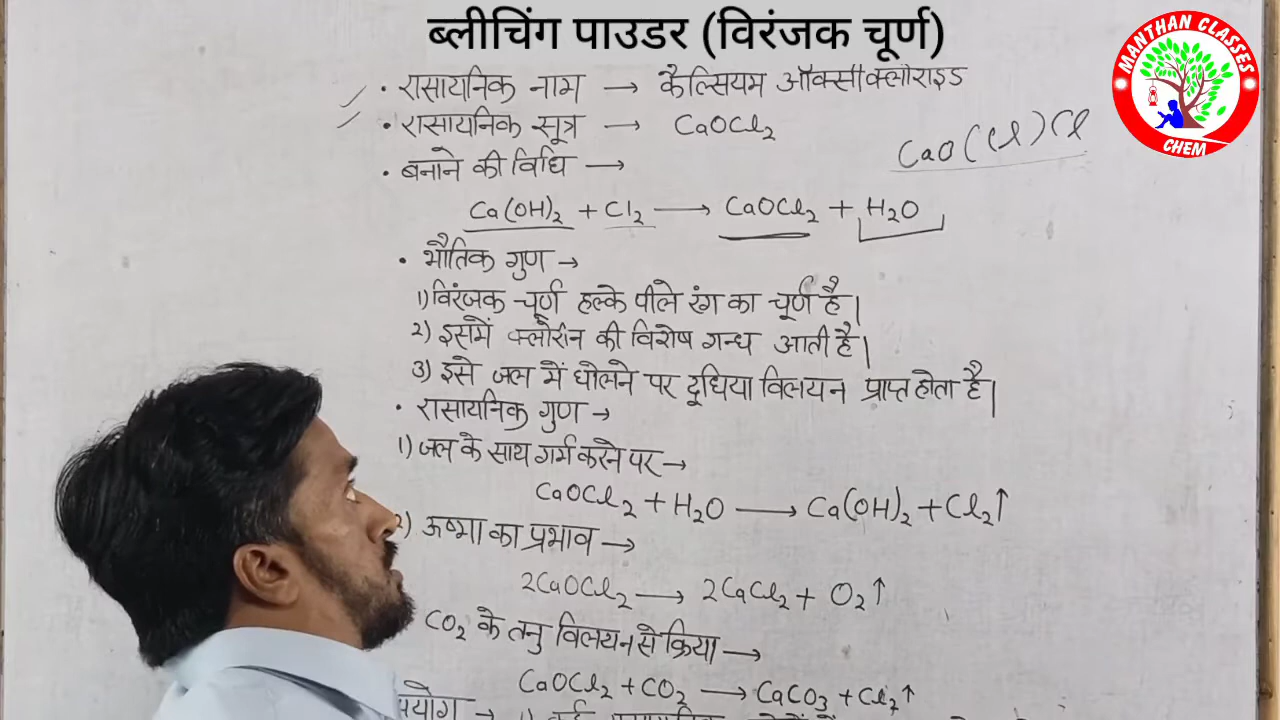 ब्लीचिंग पाउडर (विरंजक चूर्ण)
MANTHAN CLASSES
CHEM
• रासायनिक नाम → कैल्सियम ऑक्सीक्लोराइड
• रासायनिक सूत्र → CaOCl₂
CaO(Cl)Cl
• बनाने की विधि →
Ca(OH)₂ + Cl₂ → CaOCl₂ + H₂O
• भौतिक गुण →
1) विरंजक चूर्ण हल्के पीले रंग का चूर्ण है।
2) इसमें क्लोरीन की विशेष गन्ध आती है।
3) इसे जल में घोलने पर दूधिया विलयन प्राप्त होता है।
• रासायनिक गुण →
1) जल के साथ गर्म करने पर →
CaOCl₂ + H₂O → Ca(OH)₂ + Cl₂↑
2) ऊष्मा का प्रभाव →
2CaOCl₂ → 2CaCl₂ + O₂↑
CO₂ के तनु विलयन से क्रिया →
CaOCl₂ + CO₂ → CaCO₃ + Cl₂↑
पयोग → 1)